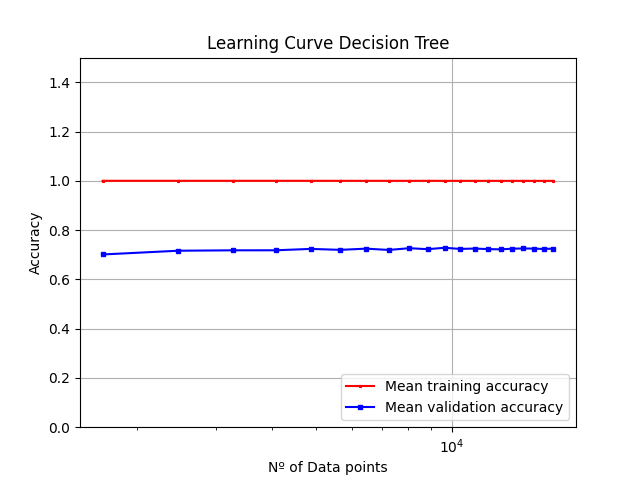 Learning Curve Decision Tree
Accuracy
1.4
1.2
1.0
0.8
0.6
0.4
0.2
0.0
Mean training accuracy
Mean validation accuracy
10⁴
Nº of Data points